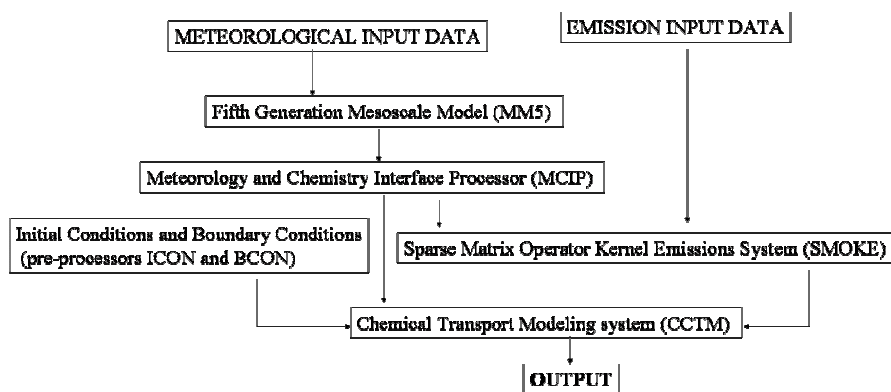 METEOROLOGICAL INPUT DATA
EMISSION INPUT DATA
Fifth Generation Mesoscale Model (MM5)
Meteorology and Chemistry Interface Processor (MCIP)
Initial Conditions and Boundary Conditions
(pre-processors ICON and BCON)
Sparse Matrix Operator Kernel Emissions System (SMOKE)
Chemical Transport Modeling system (CCTM)
OUTPUT